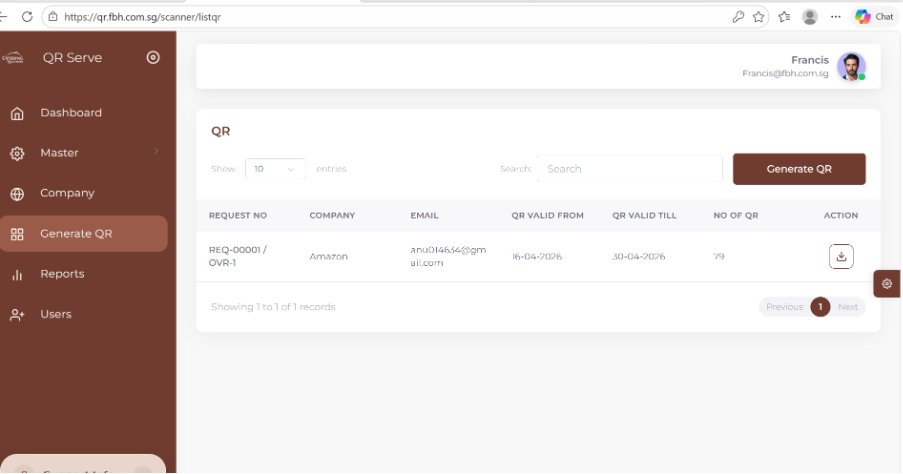 https://qr.fbh.com.sg/scanner/listqr
Chat
QR Serve
Francis
Francis@fbh.com.sg
Dashboard
Master
Company
Generate QR
Reports
Users
QR
Show 10 entries
Search: Search
Generate QR
REQUEST NO COMPANY EMAIL QR VALID FROM QR VALID TILL NO OF QR ACTION
REQ-00001 / OVR-1 Amazon anu014634@gmail.com 16-04-2026 30-04-2026 79
Showing 1 to 1 of 1 records
Previous 1 Next